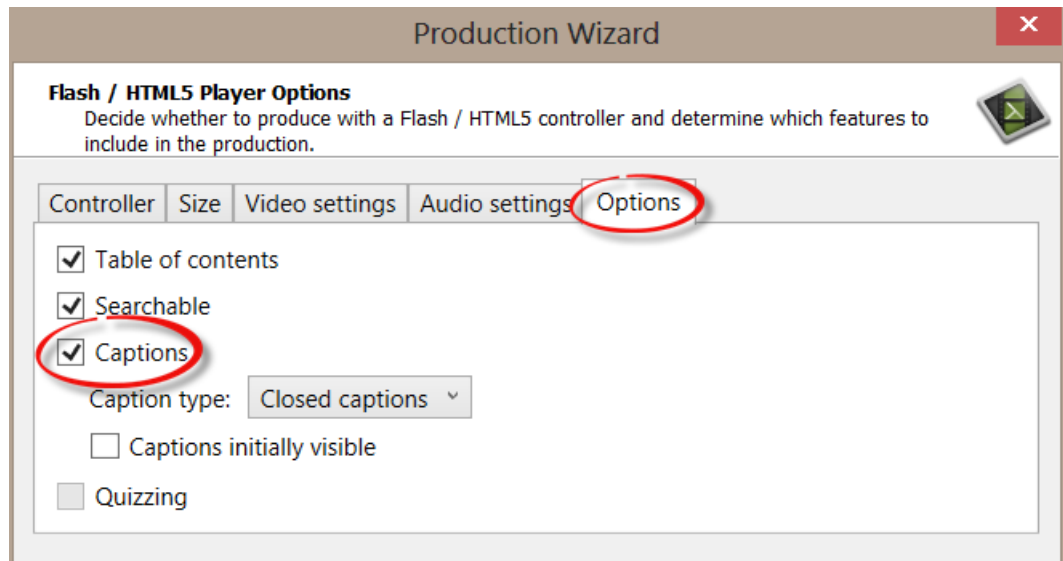 Production Wizard
Flash / HTML5 Player Options
Decide whether to produce with a Flash / HTML5 controller and determine which features to
include in the production.
Controller Size Video settings Audio settings Options
Table of contents
Searchable
Captions
Caption type: Closed captions
Captions initially visible
Quizzing